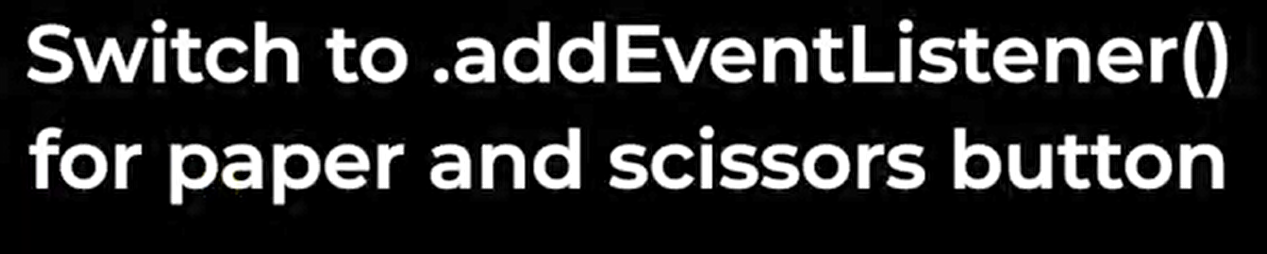 Switch to .addEventListener()
for paper and scissors button